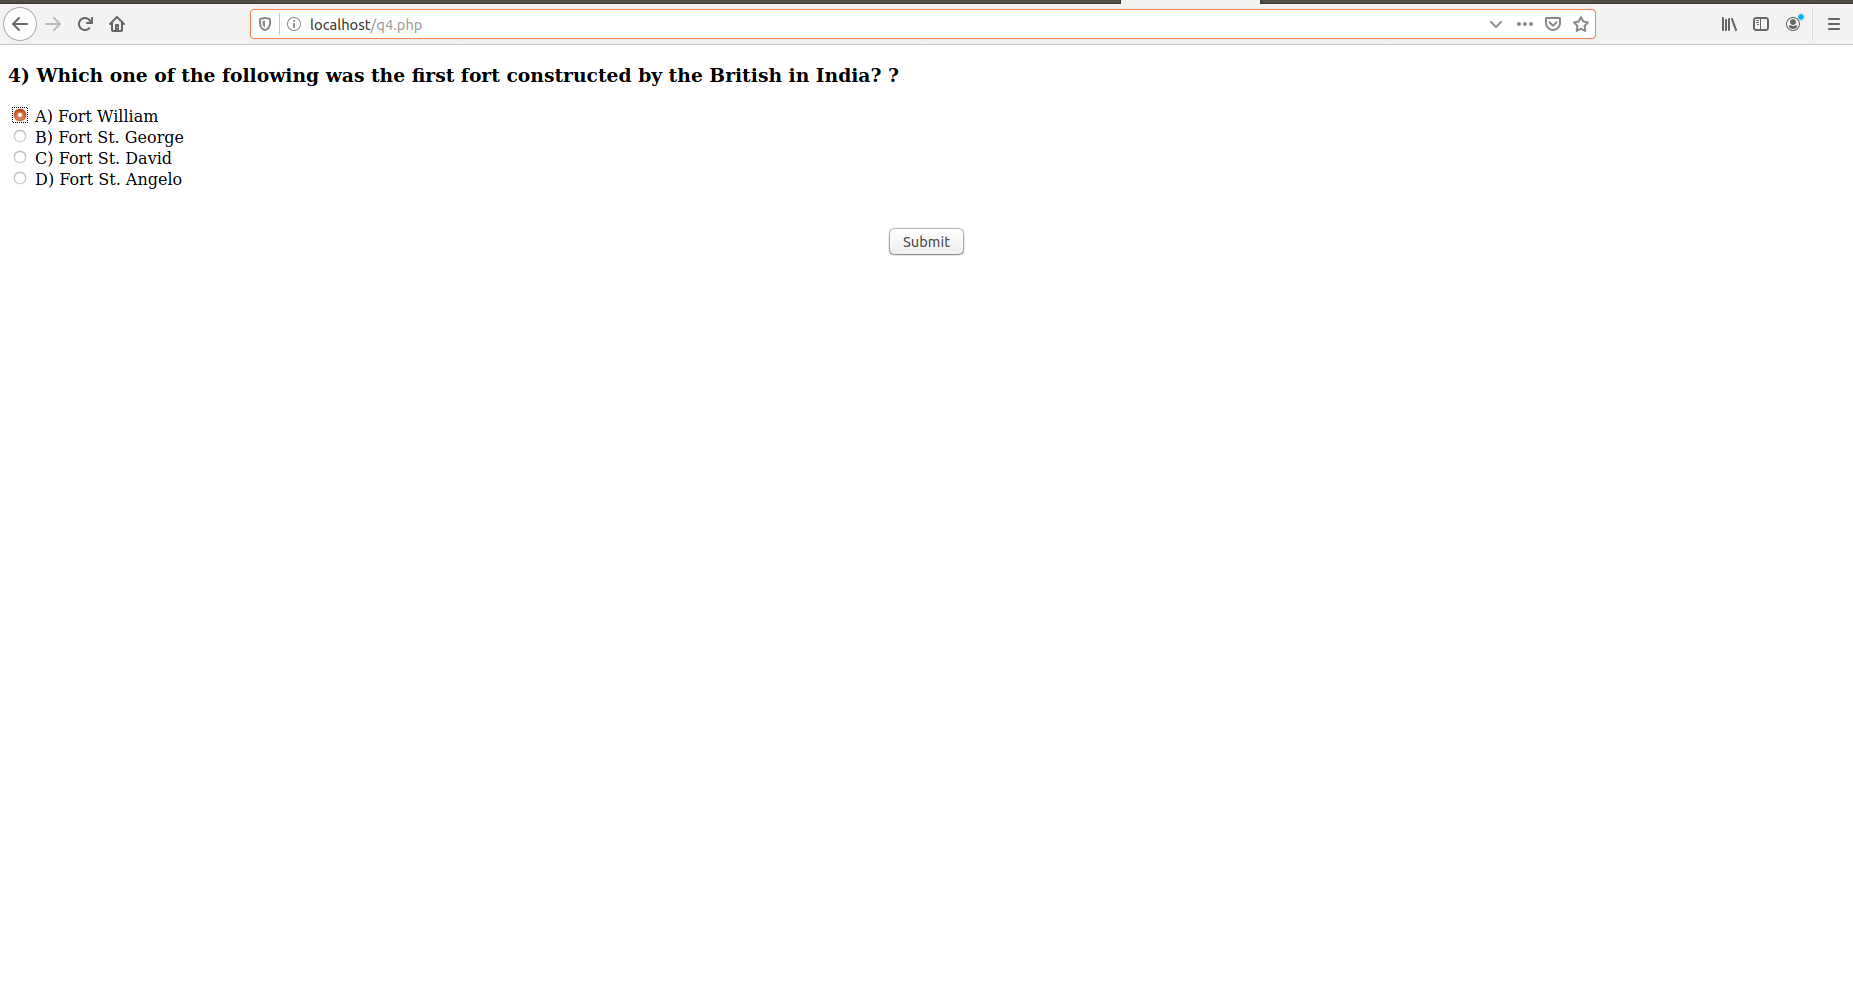 localhost/q4.php
4) Which one of the following was the first fort constructed by the British in India? ?
A) Fort William
B) Fort St. George
C) Fort St. David
D) Fort St. Angelo
Submit